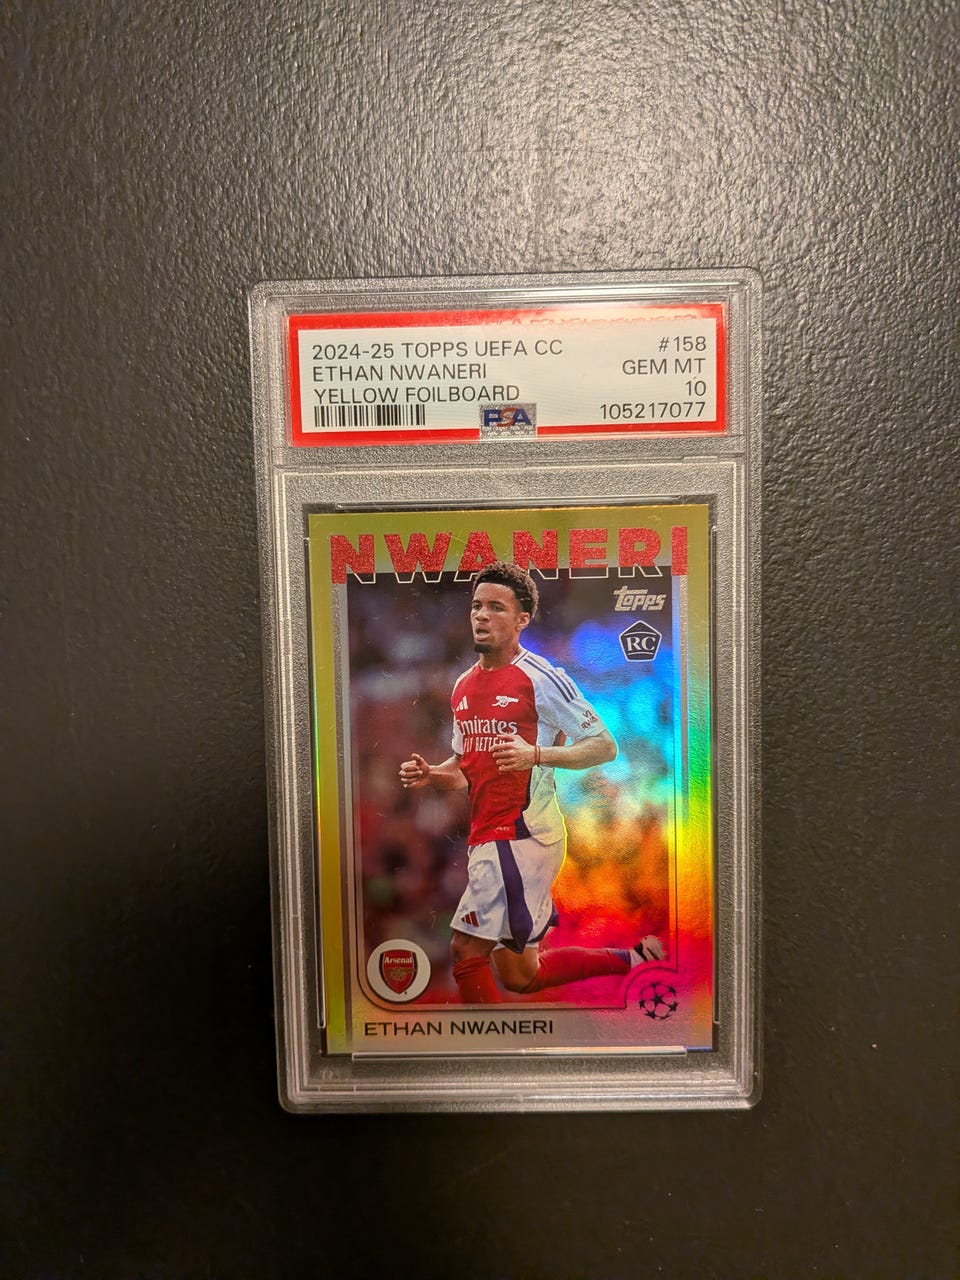 2024-25 TOPPS UEFA CC #158
ETHAN NWANERI GEM MT
YELLOW FOILBOARD 10
PSA 105217077
NWANERI
Topps
RC
Emirates
FLY BETTER
Arsenal
ETHAN NWANERI